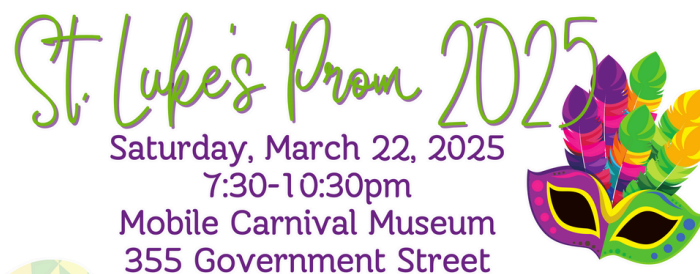 St. Luke's Prom 2025
Saturday, March 22, 2025
7:30-10:30pm
Mobile Carnival Museum
355 Government Street